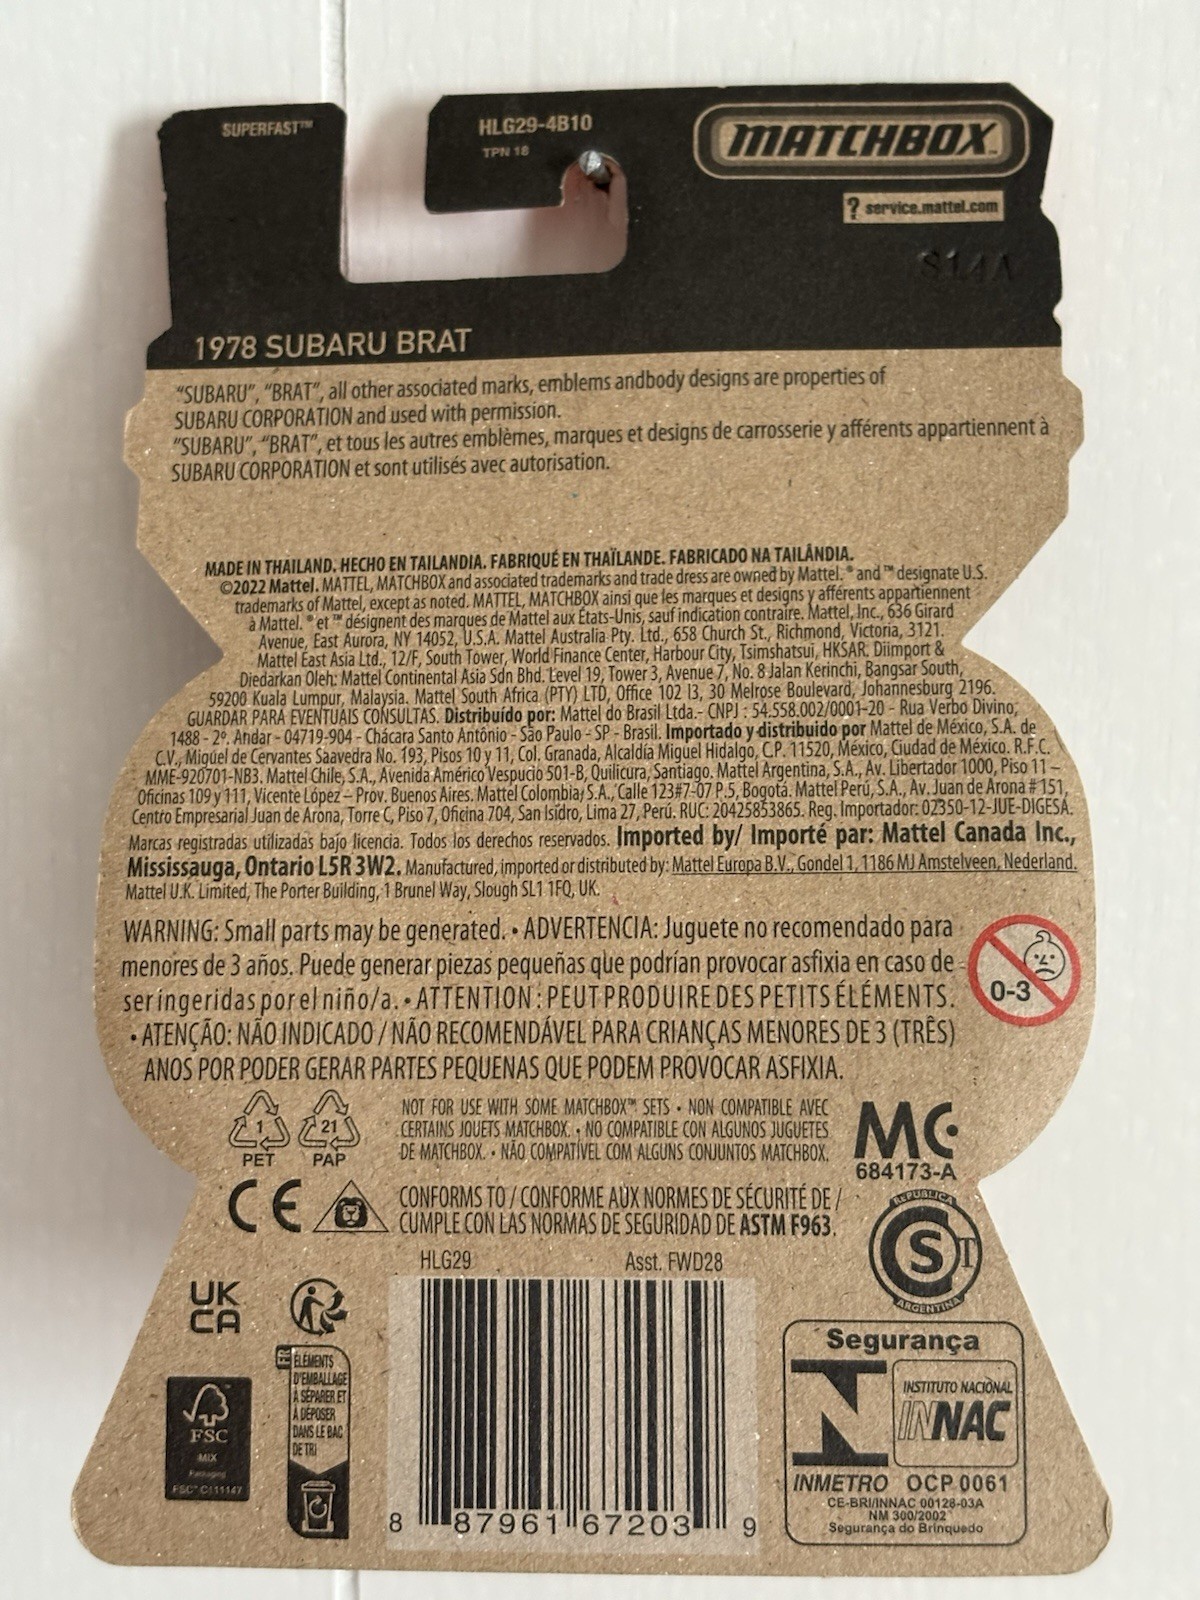 SUPERFAST™
HLG29-4B10
TPN 18
MATCHBOX™
? service.mattel.com
S14A
1978 SUBARU BRAT
"SUBARU", "BRAT", all other associated marks, emblems andbody designs are properties of
SUBARU CORPORATION and used with permission.
"SUBARU", "BRAT", et tous les autres emblèmes, marques et designs de carrosserie y afférents appartiennent à
SUBARU CORPORATION et sont utilisés avec autorisation.
MADE IN THAILAND. HECHO EN TAILANDIA. FABRIQUÉ EN THAÏLANDE. FABRICADO NA TAILÂNDIA.
©2022 Mattel. MATTEL, MATCHBOX and associated trademarks and trade dress are owned by Mattel. ® and ™ designate U.S.
trademarks of Mattel, except as noted. MATTEL, MATCHBOX ainsi que les marques et designs y afférents appartiennent
à Mattel. ® et ™ désignent des marques de Mattel aux États-Unis, sauf indication contraire. Mattel, Inc., 636 Girard
Avenue, East Aurora, NY 14052, U.S.A. Mattel Australia Pty. Ltd., 658 Church St., Richmond, Victoria, 3121.
Mattel East Asia Ltd., 12/F, South Tower, World Finance Center, Harbour City, Tsimshatsui, HKSAR. Diimport &
Diedarkan Oleh: Mattel Continental Asia Sdn Bhd. Level 19, Tower 3, Avenue 7, No. 8 Jalan Kerinchi, Bangsar South,
59200 Kuala Lumpur, Malaysia. Mattel South Africa (PTY) LTD, Office 102 I3, 30 Melrose Boulevard, Johannesburg 2196.
GUARDAR PARA EVENTUAIS CONSULTAS. Distribuído por: Mattel do Brasil Ltda.- CNPJ : 54.558.002/0001-20 - Rua Verbo Divino,
1488 - 2º. Andar - 04719-904 - Chácara Santo Antônio - São Paulo - SP - Brasil. Importado y distribuido por Mattel de México, S.A. de
C.V., Miguel de Cervantes Saavedra No. 193, Pisos 10 y 11, Col. Granada, Alcaldía Miguel Hidalgo, C.P. 11520, México, Ciudad de México. R.F.C.
MME-920701-NB3. Mattel Chile, S.A., Avenida Américo Vespucio 501-B, Quilicura, Santiago. Mattel Argentina, S.A., Av. Libertador 1000, Piso 11 –
Oficinas 109 y 111, Vicente López – Prov. Buenos Aires. Mattel Colombia, S.A., Calle 123#7-07 P.5, Bogotá. Mattel Perú, S.A., Av. Juan de Arona # 151,
Centro Empresarial Juan de Arona, Torre C, Piso 7, Oficina 704, San Isidro, Lima 27, Perú. RUC: 20425853865. Reg. Importador: 02350-12-JUE-DIGESA.
Marcas registradas utilizadas bajo licencia. Todos los derechos reservados. Imported by/ Importé par: Mattel Canada Inc.,
Mississauga, Ontario L5R 3W2. Manufactured, imported or distributed by: Mattel Europa B.V., Gondel 1, 1186 MJ Amstelveen, Nederland.
Mattel U.K. Limited, The Porter Building, 1 Brunel Way, Slough SL1 1FQ, UK.
WARNING: Small parts may be generated. • ADVERTENCIA: Juguete no recomendado para
menores de 3 años. Puede generar piezas pequeñas que podrían provocar asfixia en caso de
ser ingeridas por el niño/a. • ATTENTION : PEUT PRODUIRE DES PETITS ÉLÉMENTS.
• ATENÇÃO: NÃO INDICADO / NÃO RECOMENDÁVEL PARA CRIANÇAS MENORES DE 3 (TRÊS)
ANOS POR PODER GERAR PARTES PEQUENAS QUE PODEM PROVOCAR ASFIXIA.
0-3
1
PET
21
PAP
NOT FOR USE WITH SOME MATCHBOX™ SETS • NON COMPATIBLE AVEC
CERTAINS JOUETS MATCHBOX. • NO COMPATIBLE CON ALGUNOS JUGUETES
DE MATCHBOX. • NÃO COMPATÍVEL COM ALGUNS CONJUNTOS MATCHBOX.
MC
684173-A
CE
CONFORMS TO / CONFORME AUX NORMES DE SÉCURITÉ DE /
CUMPLE CON LAS NORMAS DE SEGURIDAD DE ASTM F963.
REPUBLICA
S T
ARGENTINA
HLG29
Asst. FWD28
UK
CA
FR
ÉLÉMENTS
D'EMBALLAGE
À SÉPARER ET
À DÉPOSER
DANS LE BAC
DE TRI
FSC
MIX
Packaging
FSC™ C111147
8 87961 67203 9
Segurança
INSTITUTO NACIONAL
INNAC
INMETRO OCP 0061
CE-BRI/INNAC 00128-03A
NM 300/2002
Segurança do Brinquedo